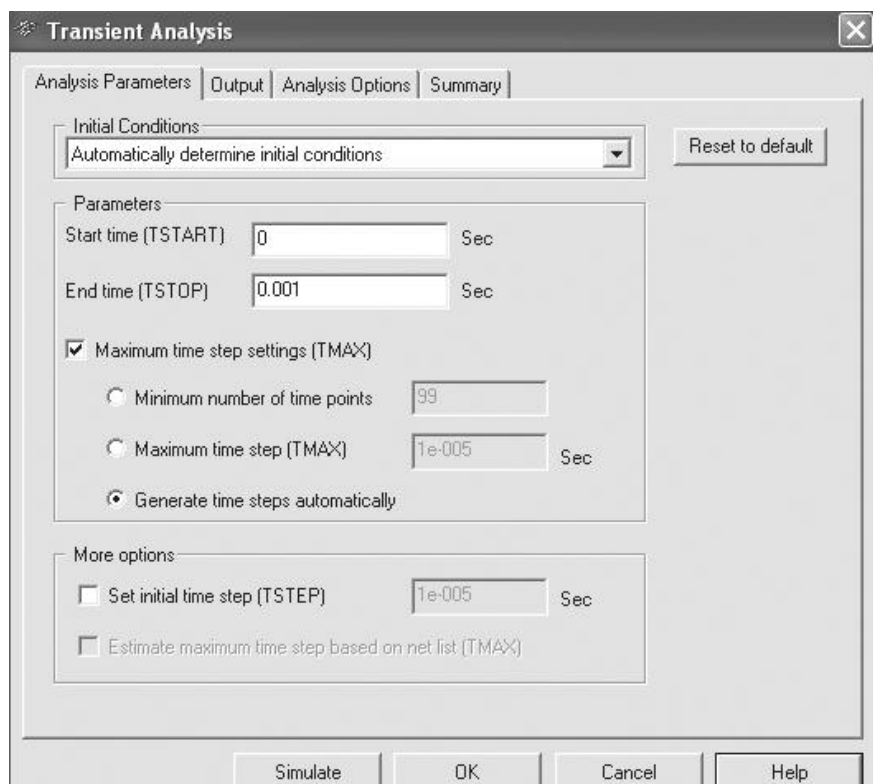 Transient Analysis
Analysis Parameters Output Analysis Options Summary
Initial Conditions
Automatically determine initial conditions
Reset to default
Parameters
Start time (TSTART) 0 Sec
End time (TSTOP) 0.001 Sec
Maximum time step settings (TMAX)
Minimum number of time points 99
Maximum time step (TMAX) 1e-005 Sec
Generate time steps automatically
More options
Set initial time step (TSTEP) 1e-005 Sec
Estimate maximum time step based on net list (TMAX)
Simulate OK Cancel Help